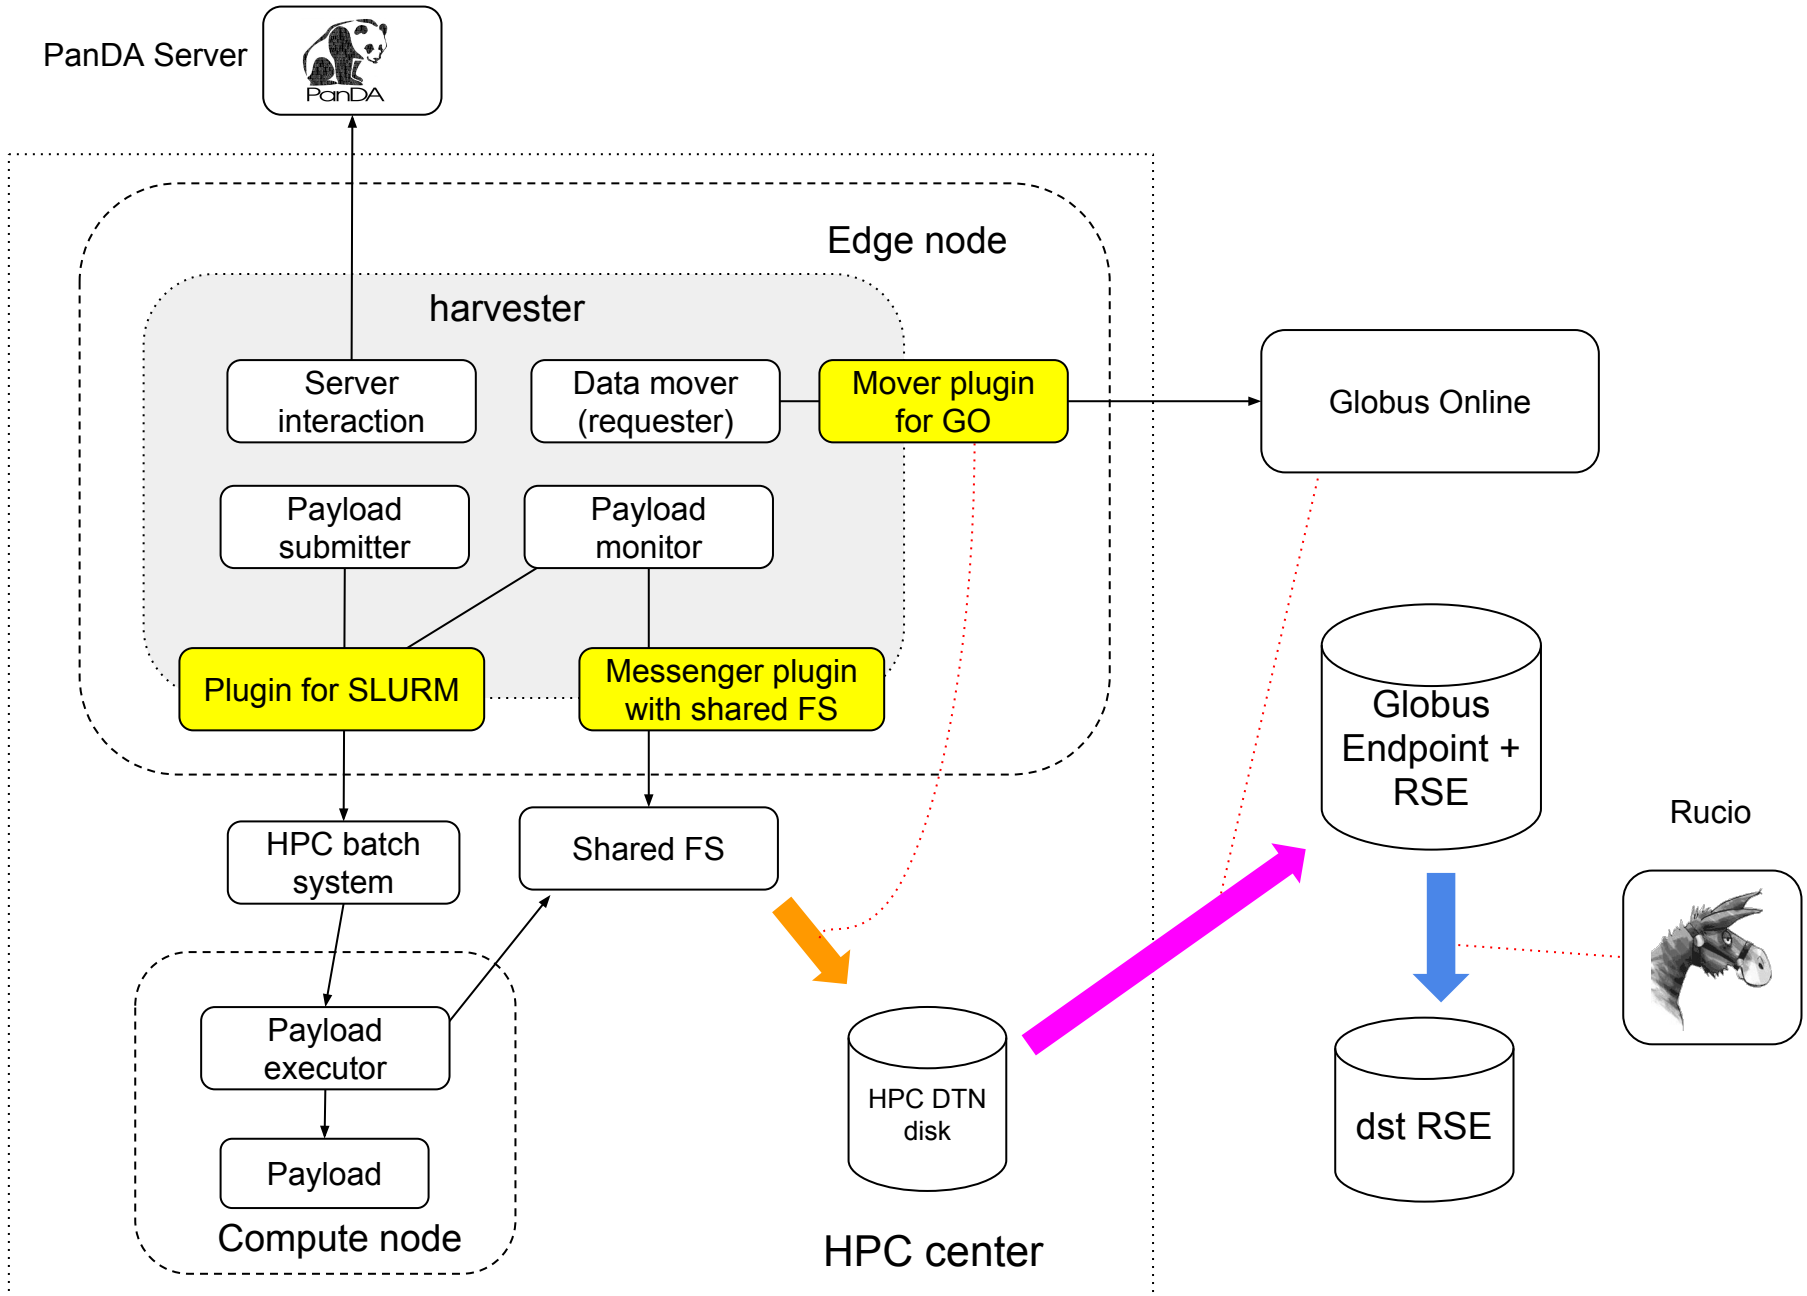 PanDA Server
PanDA
Edge node
harvester
Server
interaction
Data mover
(requester)
Mover plugin
for GO
Globus Online
Payload
submitter
Payload
monitor
Plugin for SLURM
Messenger plugin
with shared FS
Globus
Endpoint +
RSE
Rucio
HPC batch
system
Shared FS
Payload
executor
HPC DTN
disk
dst RSE
Payload
Compute node
HPC center